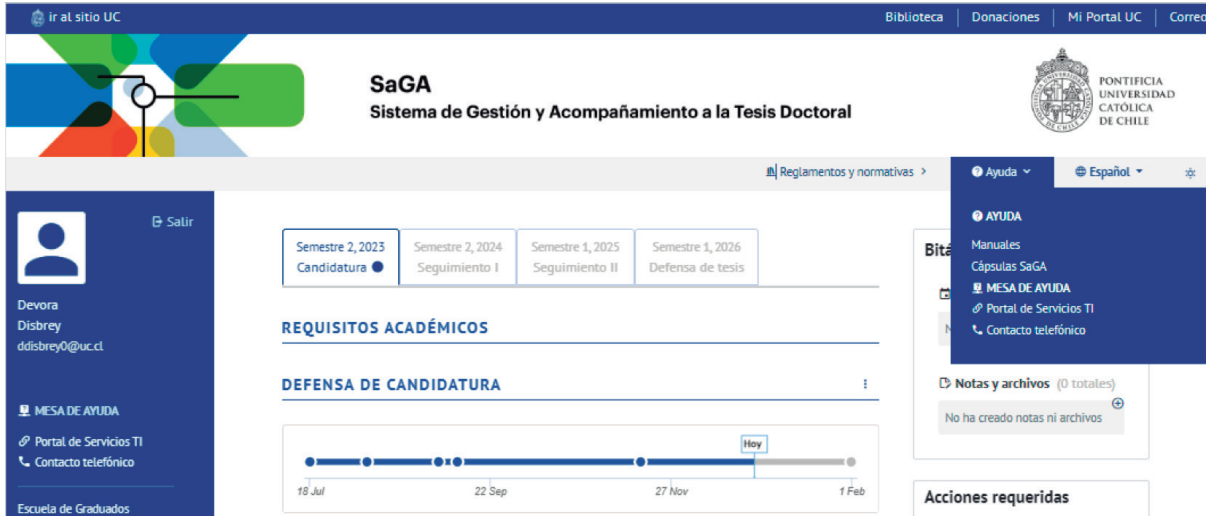 ir al sitio UC
Biblioteca
Donaciones
Mi Portal UC
Correo
SaGA
Sistema de Gestión y Acompañamiento a la Tesis Doctoral
PONTIFICIA
UNIVERSIDAD
CATÓLICA
DE CHILE
Reglamentos y normativas >
Ayuda
Español
Salir
Devora
Disbrey
ddisbrey0@uc.cl
MESA DE AYUDA
Portal de Servicios TI
Contacto telefónico
Escuela de Graduados
Semestre 2, 2023
Candidatura
Semestre 2, 2024
Seguimiento I
Semestre 1, 2025
Seguimiento II
Semestre 1, 2026
Defensa de tesis
REQUISITOS ACADÉMICOS
DEFENSA DE CANDIDATURA
Hoy
18 Jul
22 Sep
27 Nov
1 Feb
AYUDA
Manuales
Cápsulas SaGA
MESA DE AYUDA
Portal de Servicios TI
Contacto telefónico
Notas y archivos (0 totales)
No ha creado notas ni archivos
Acciones requeridas